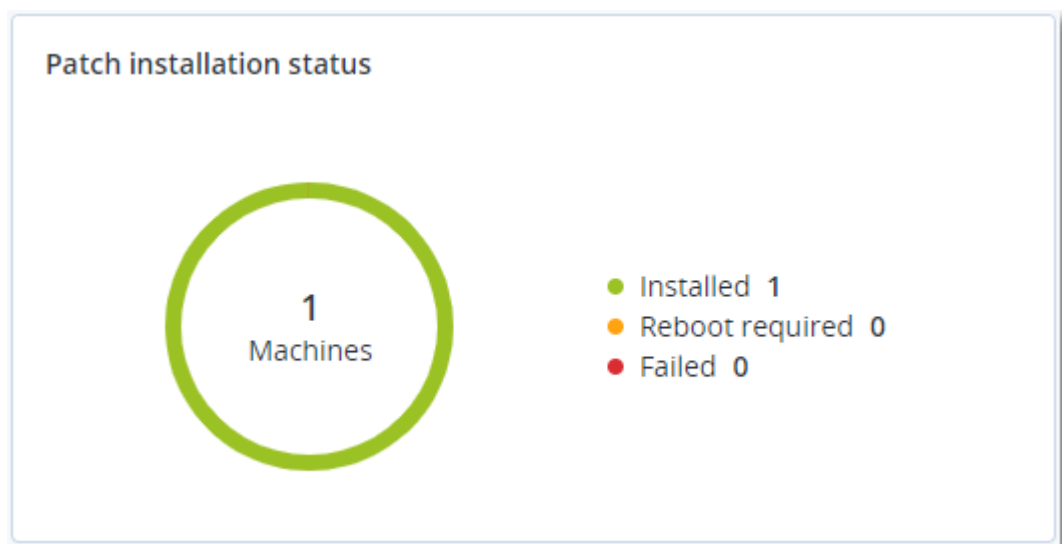 Patch installation status
1
Machines
Installed 1
Reboot required 0
Failed 0